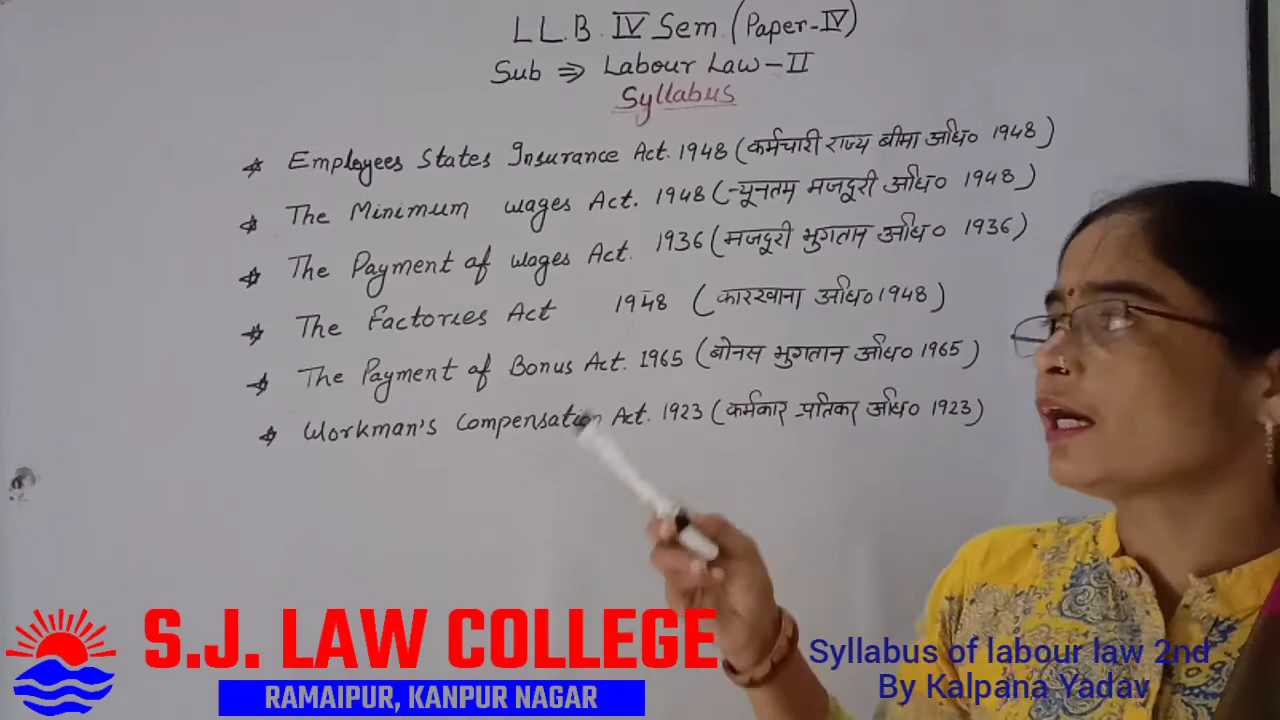 LL.B. IV Sem. (Paper-IV)
Sub ⇒ Labour Law-II
Syllabus
☆ Employees States Insurance Act. 1948 (कर्मचारी राज्य बीमा अधि० 1948)
☆ The Minimum wages Act. 1948 (न्यूनतम मजदूरी अधि० 1948)
☆ The Payment of wages Act. 1936 (मजदूरी भुगतान अधि० 1936)
☆ The Factories Act 1948 (कारखाना अधि० 1948)
☆ The Payment of Bonus Act. 1965 (बोनस भुगतान अधि० 1965)
☆ Workman's Compensation Act. 1923 (कर्मकार प्रतिकर अधि० 1923)
S.J. LAW COLLEGE
RAMAIPUR, KANPUR NAGAR
Syllabus of labour law 2nd
By Kalpana Yadav